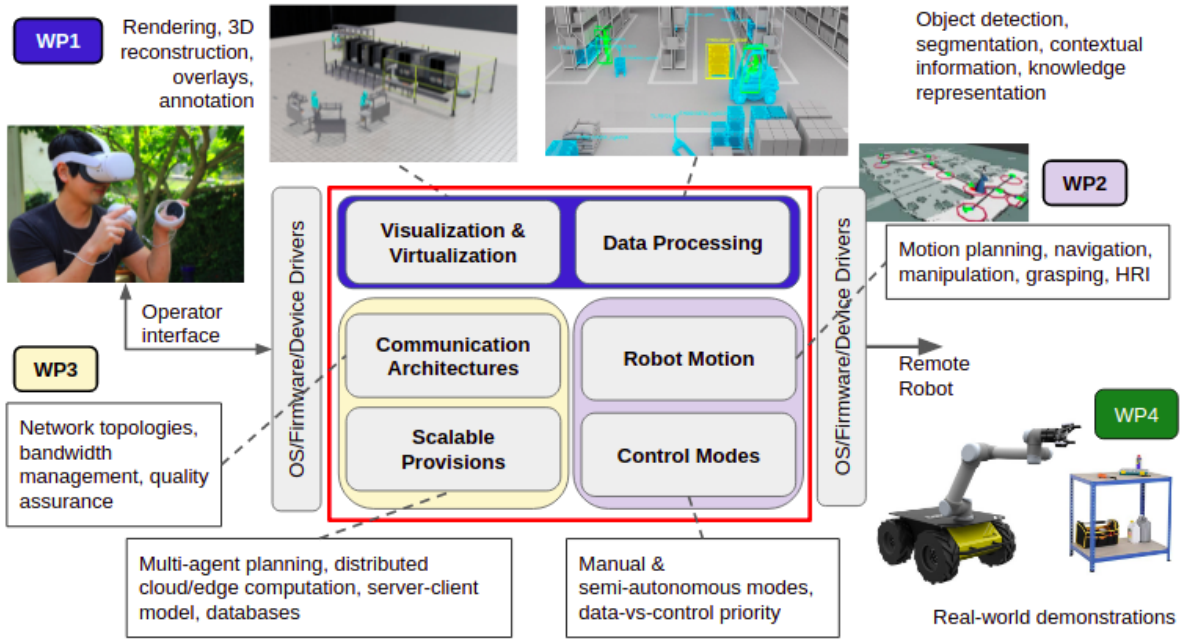 WP1
Rendering, 3D
reconstruction,
overlays,
annotation
Object detection,
segmentation, contextual
information, knowledge
representation
WP2
Motion planning, navigation,
manipulation, grasping, HRI
Operator
interface
OS/Firmware/Device Drivers
Visualization &
Virtualization
Data Processing
Communication
Architectures
Robot Motion
Scalable
Provisions
Control Modes
OS/Firmware/Device Drivers
Remote
Robot
WP3
Network topologies,
bandwidth
management, quality
assurance
WP4
Multi-agent planning, distributed
cloud/edge computation, server-client
model, databases
Manual &
semi-autonomous modes,
data-vs-control priority
Real-world demonstrations